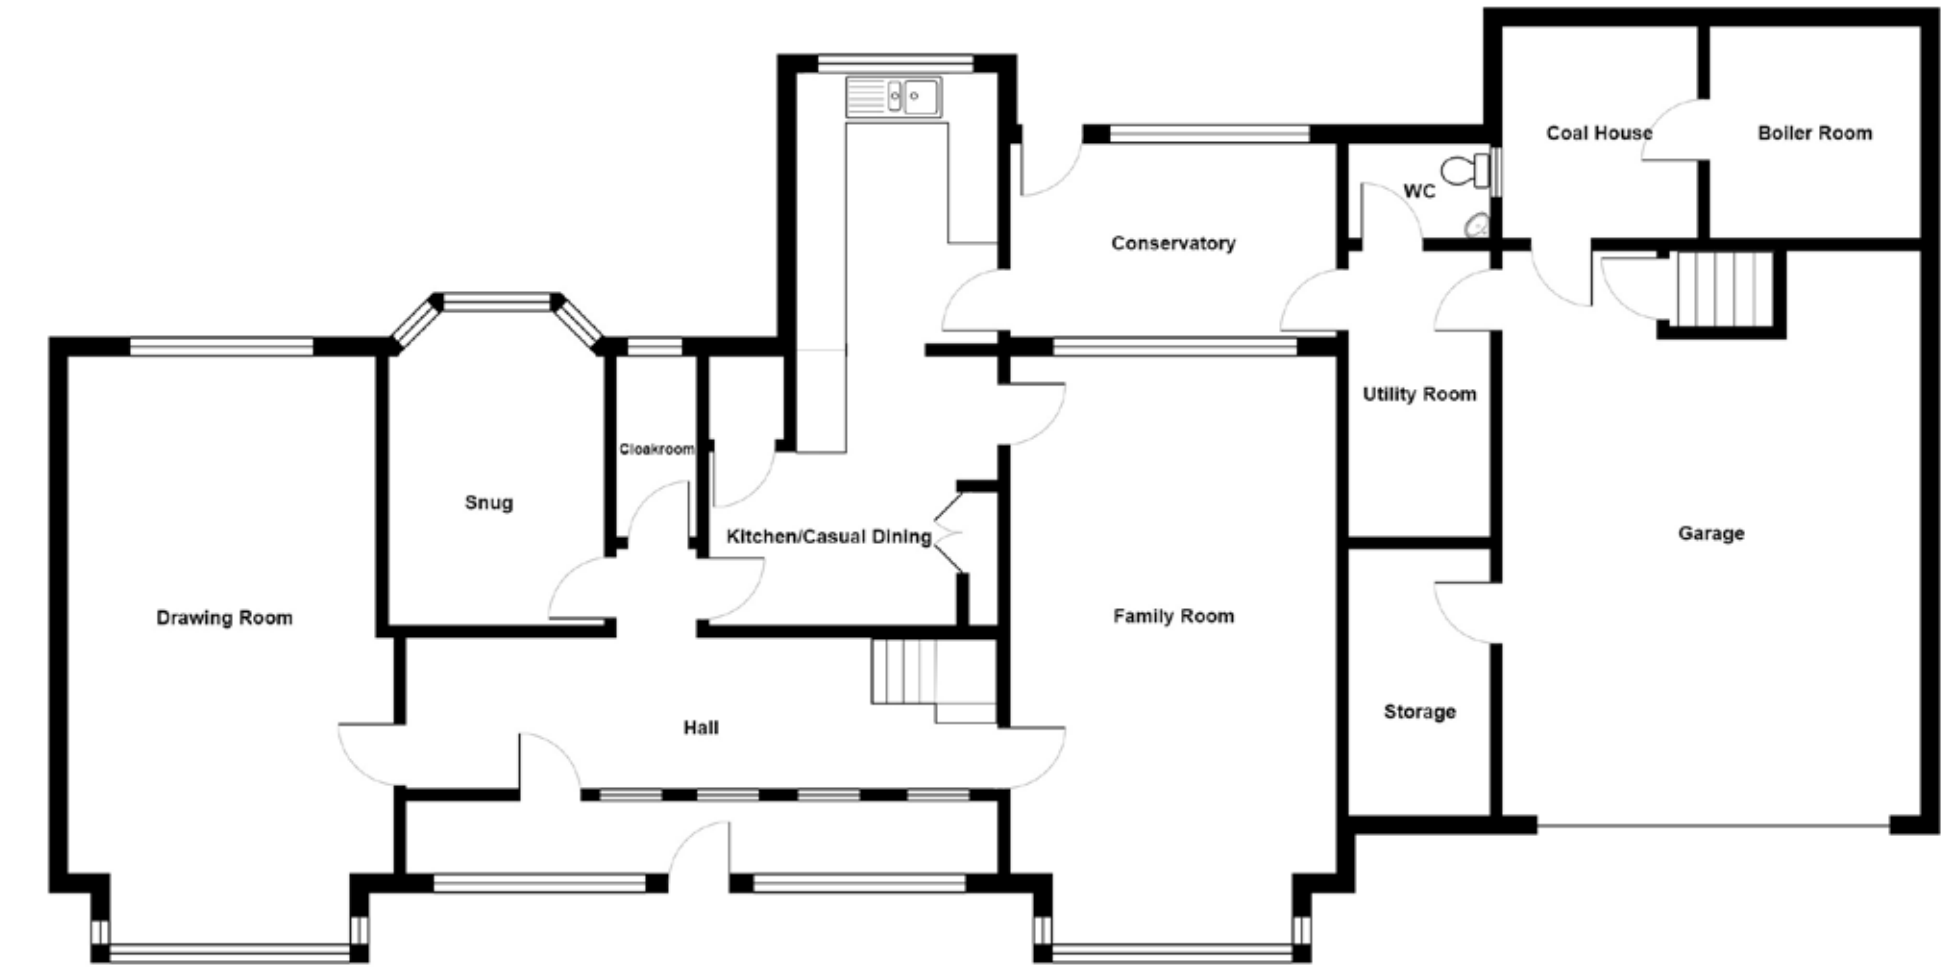 Coal House
Boiler Room
WC
Conservatory
Utility Room
Cloakroom
Snug
Kitchen/Casual Dining
Garage
Drawing Room
Family Room
Storage
Hall